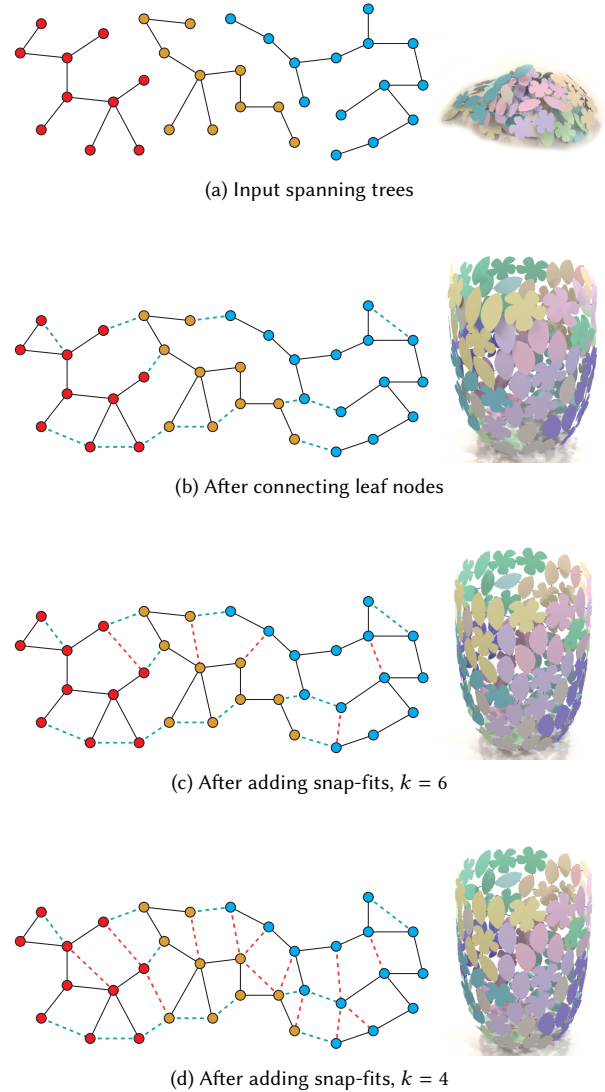 (a) Input spanning trees
(b) After connecting leaf nodes
(c) After adding snap-fits, k = 6
(d) After adding snap-fits, k = 4